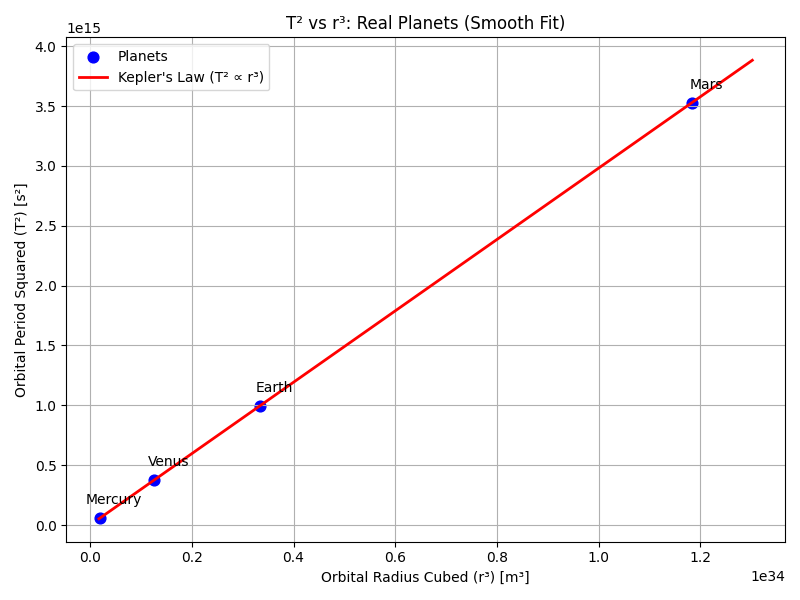 T² vs r³: Real Planets (Smooth Fit)
1e15
Planets
Kepler's Law (T² ∝ r³)
Orbital Period Squared (T²) [s²]
4.0
3.5
3.0
2.5
2.0
1.5
1.0
0.5
0.0
Mars
Earth
Venus
Mercury
0.0 0.2 0.4 0.6 0.8 1.0 1.2
1e34
Orbital Radius Cubed (r³) [m³]